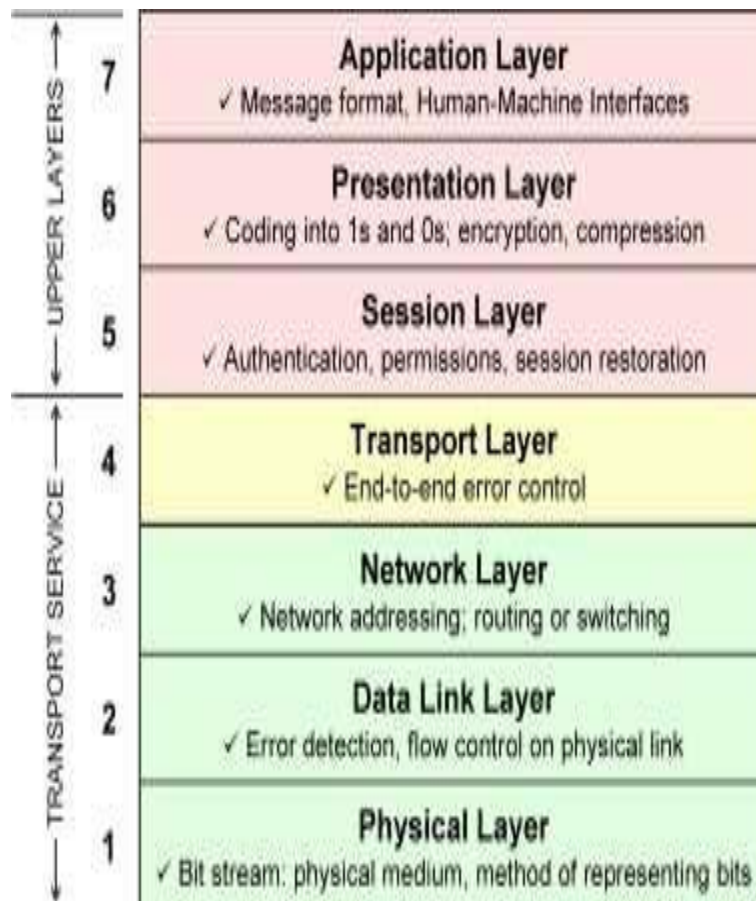 UPPER LAYERS
7
Application Layer
✓ Message format, Human-Machine Interfaces
6
Presentation Layer
✓ Coding into 1s and 0s; encryption, compression
5
Session Layer
✓ Authentication, permissions, session restoration
TRANSPORT SERVICE
4
Transport Layer
✓ End-to-end error control
3
Network Layer
✓ Network addressing; routing or switching
2
Data Link Layer
✓ Error detection, flow control on physical link
1
Physical Layer
✓ Bit stream: physical medium, method of representing bits